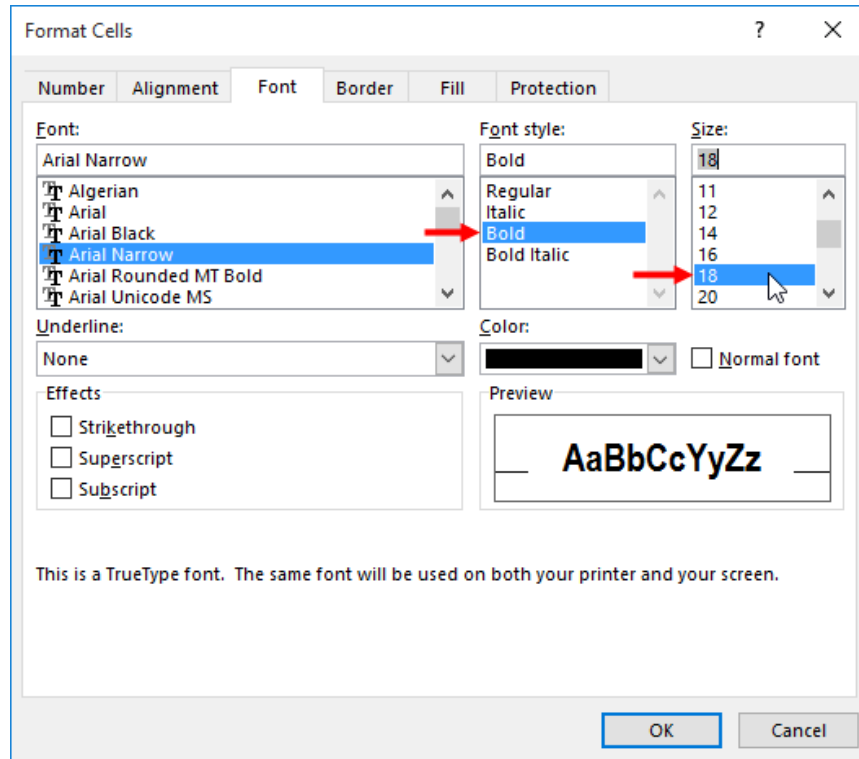 Format Cells ?
Number Alignment Font Border Fill Protection
Font: Font style: Size:
Arial Narrow Bold 18
Algerian Regular 11
Arial Italic 12
Arial Black Bold 14
Arial Narrow Bold Italic 16
Arial Rounded MT Bold 18
Arial Unicode MS 20
Underline: Color:
None Normal font
Effects Preview
Strikethrough
Superscript
Subscript
AaBbCcYyZz
This is a TrueType font. The same font will be used on both your printer and your screen.
OK Cancel